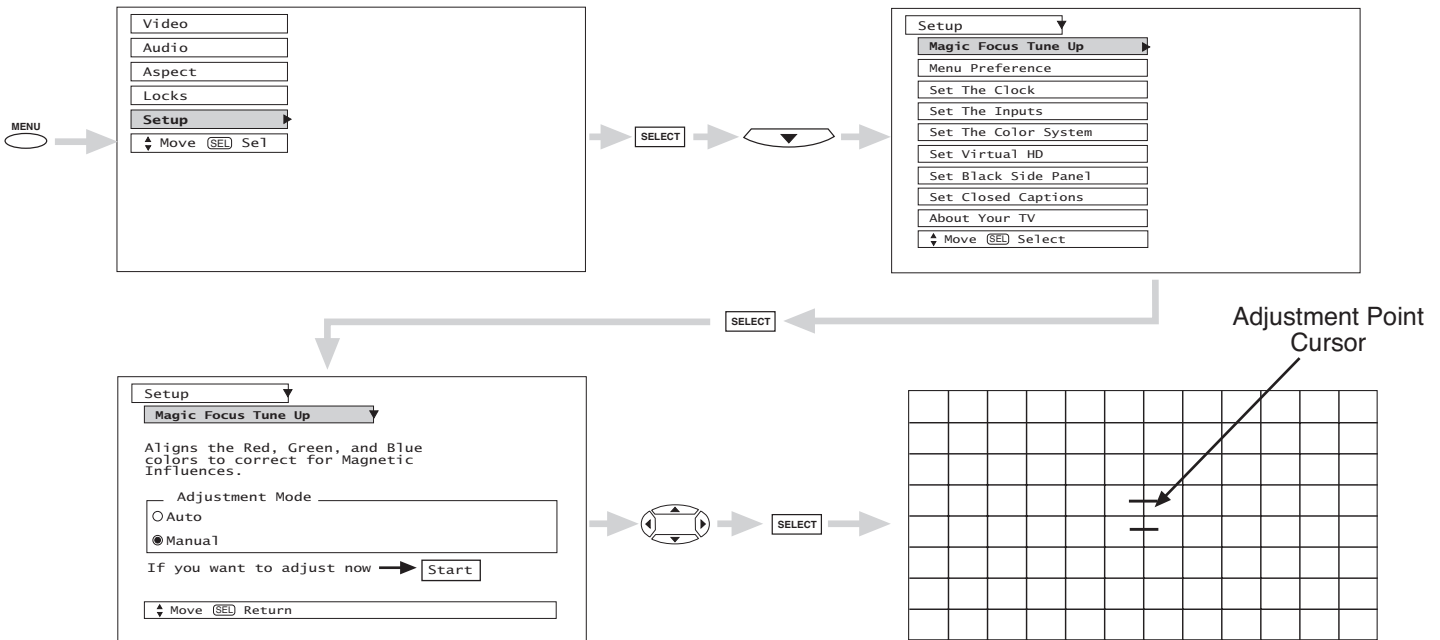 MENU
Video
Audio
Aspect
Locks
Setup
Move SEL Sel
SELECT
Setup
Magic Focus Tune Up
Menu Preference
Set The Clock
Set The Inputs
Set The Color System
Set Virtual HD
Set Black Side Panel
Set Closed Captions
About Your TV
Move SEL Select
SELECT
Setup
Magic Focus Tune Up
Aligns the Red, Green, and Blue
colors to correct for Magnetic
Influences.
Adjustment Mode
Auto
Manual
If you want to adjust now Start
Move SEL Return
SELECT
Adjustment Point
Cursor